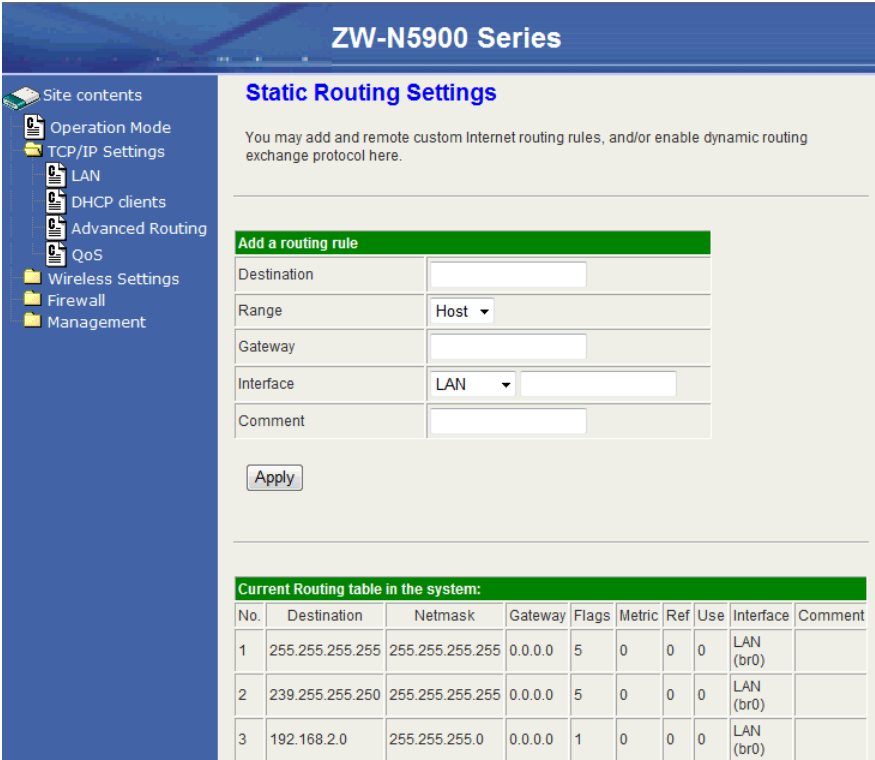 ZW-N5900 Series
Site contents
Operation Mode
TCP/IP Settings
LAN
DHCP clients
Advanced Routing
QoS
Wireless Settings
Firewall
Management
Static Routing Settings
You may add and remote custom Internet routing rules, and/or enable dynamic routing
exchange protocol here.
Add a routing rule
Destination
Range Host
Gateway
Interface LAN
Comment
Apply
Current Routing table in the system:
No. Destination Netmask Gateway Flags Metric Ref Use Interface Comment
1 255.255.255.255 255.255.255.255 0.0.0.0 5 0 0 0 LAN (br0)
2 239.255.255.250 255.255.255.255 0.0.0.0 5 0 0 0 LAN (br0)
3 192.168.2.0 255.255.255.0 0.0.0.0 1 0 0 0 LAN (br0)